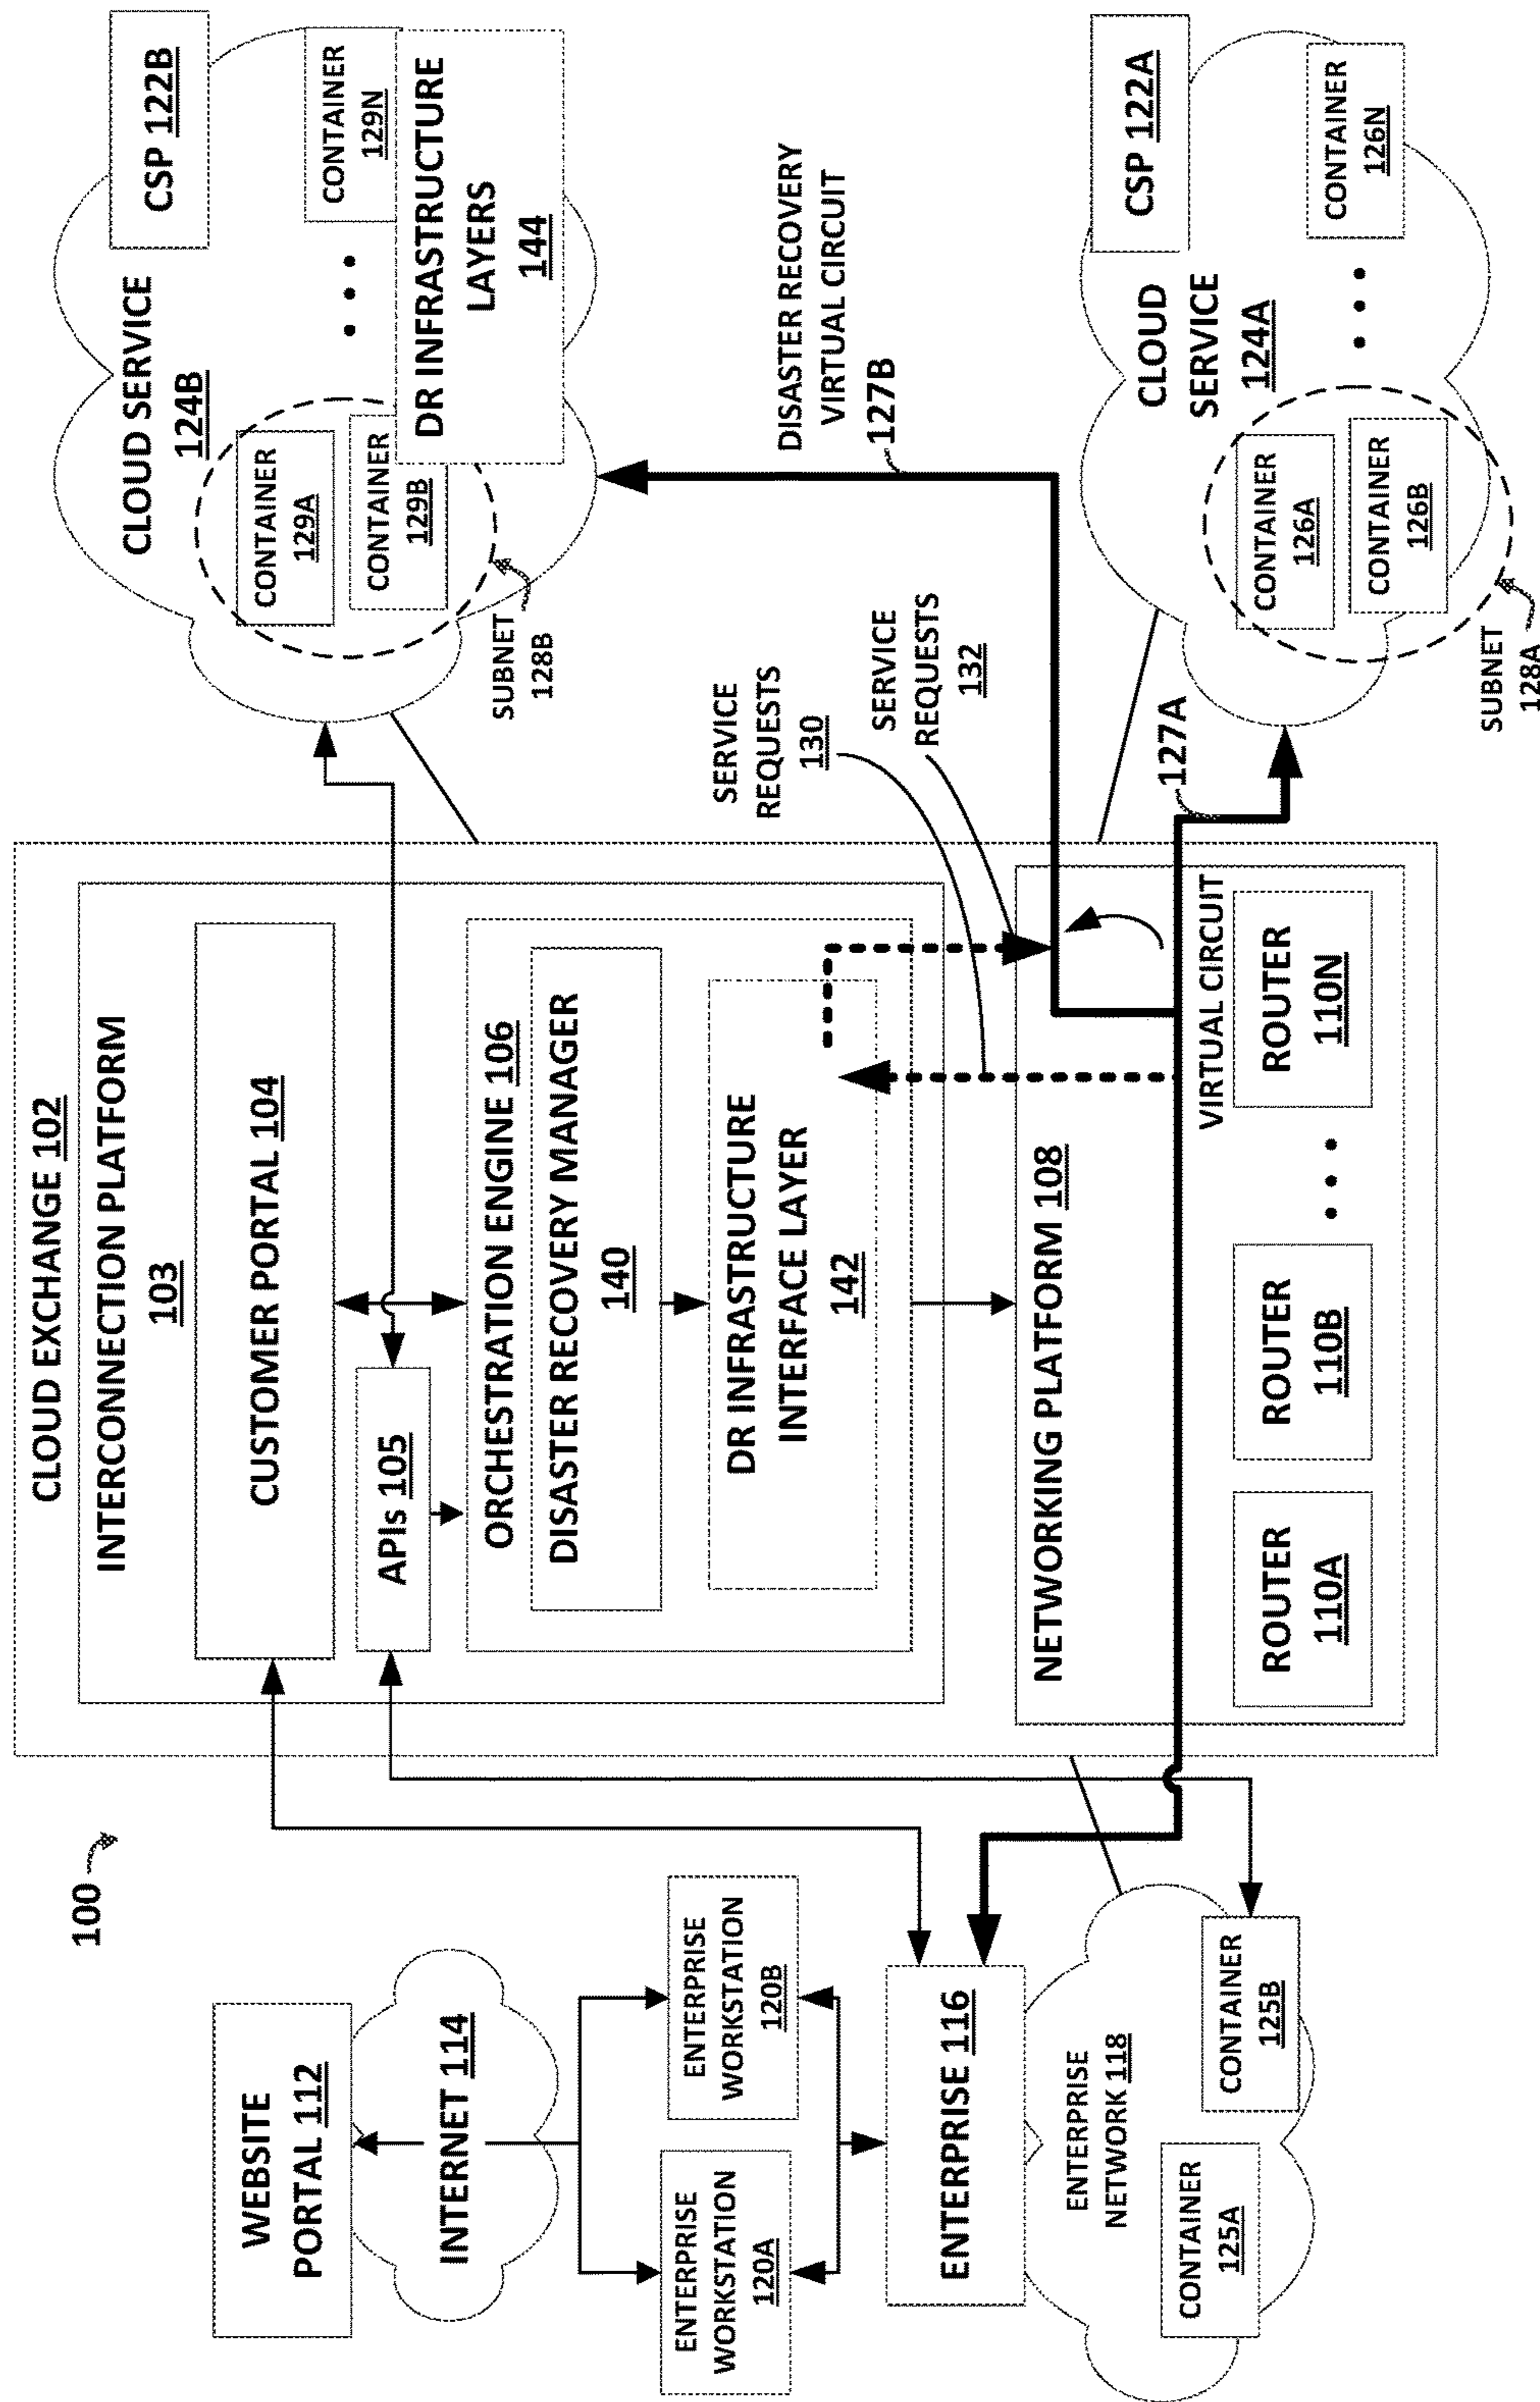 100
WEBSITE
PORTAL 112
INTERNET 114
ENTERPRISE
WORKSTATION
120A
ENTERPRISE
WORKSTATION
120B
ENTERPRISE 116
ENTERPRISE
NETWORK 118
CONTAINER
125A
CONTAINER
125B
CLOUD EXCHANGE 102
INTERCONNECTION PLATFORM
103
CUSTOMER PORTAL 104
APIs 105
ORCHESTRATION ENGINE 106
DISASTER RECOVERY MANAGER
140
DR INFRASTRUCTURE
INTERFACE LAYER
142
NETWORKING PLATFORM 108
VIRTUAL CIRCUIT
ROUTER
110A
ROUTER
110B
ROUTER
110N
SERVICE
REQUESTS
130
SERVICE
REQUESTS
132
DISASTER RECOVERY
VIRTUAL CIRCUIT
127B
127A
CLOUD SERVICE
124B
CSP 122B
CONTAINER
129A
CONTAINER
129B
CONTAINER
129N
DR INFRASTRUCTURE
LAYERS
144
SUBNET
128B
CLOUD
SERVICE
124A
CSP 122A
CONTAINER
126A
CONTAINER
126B
CONTAINER
126N
SUBNET
128A